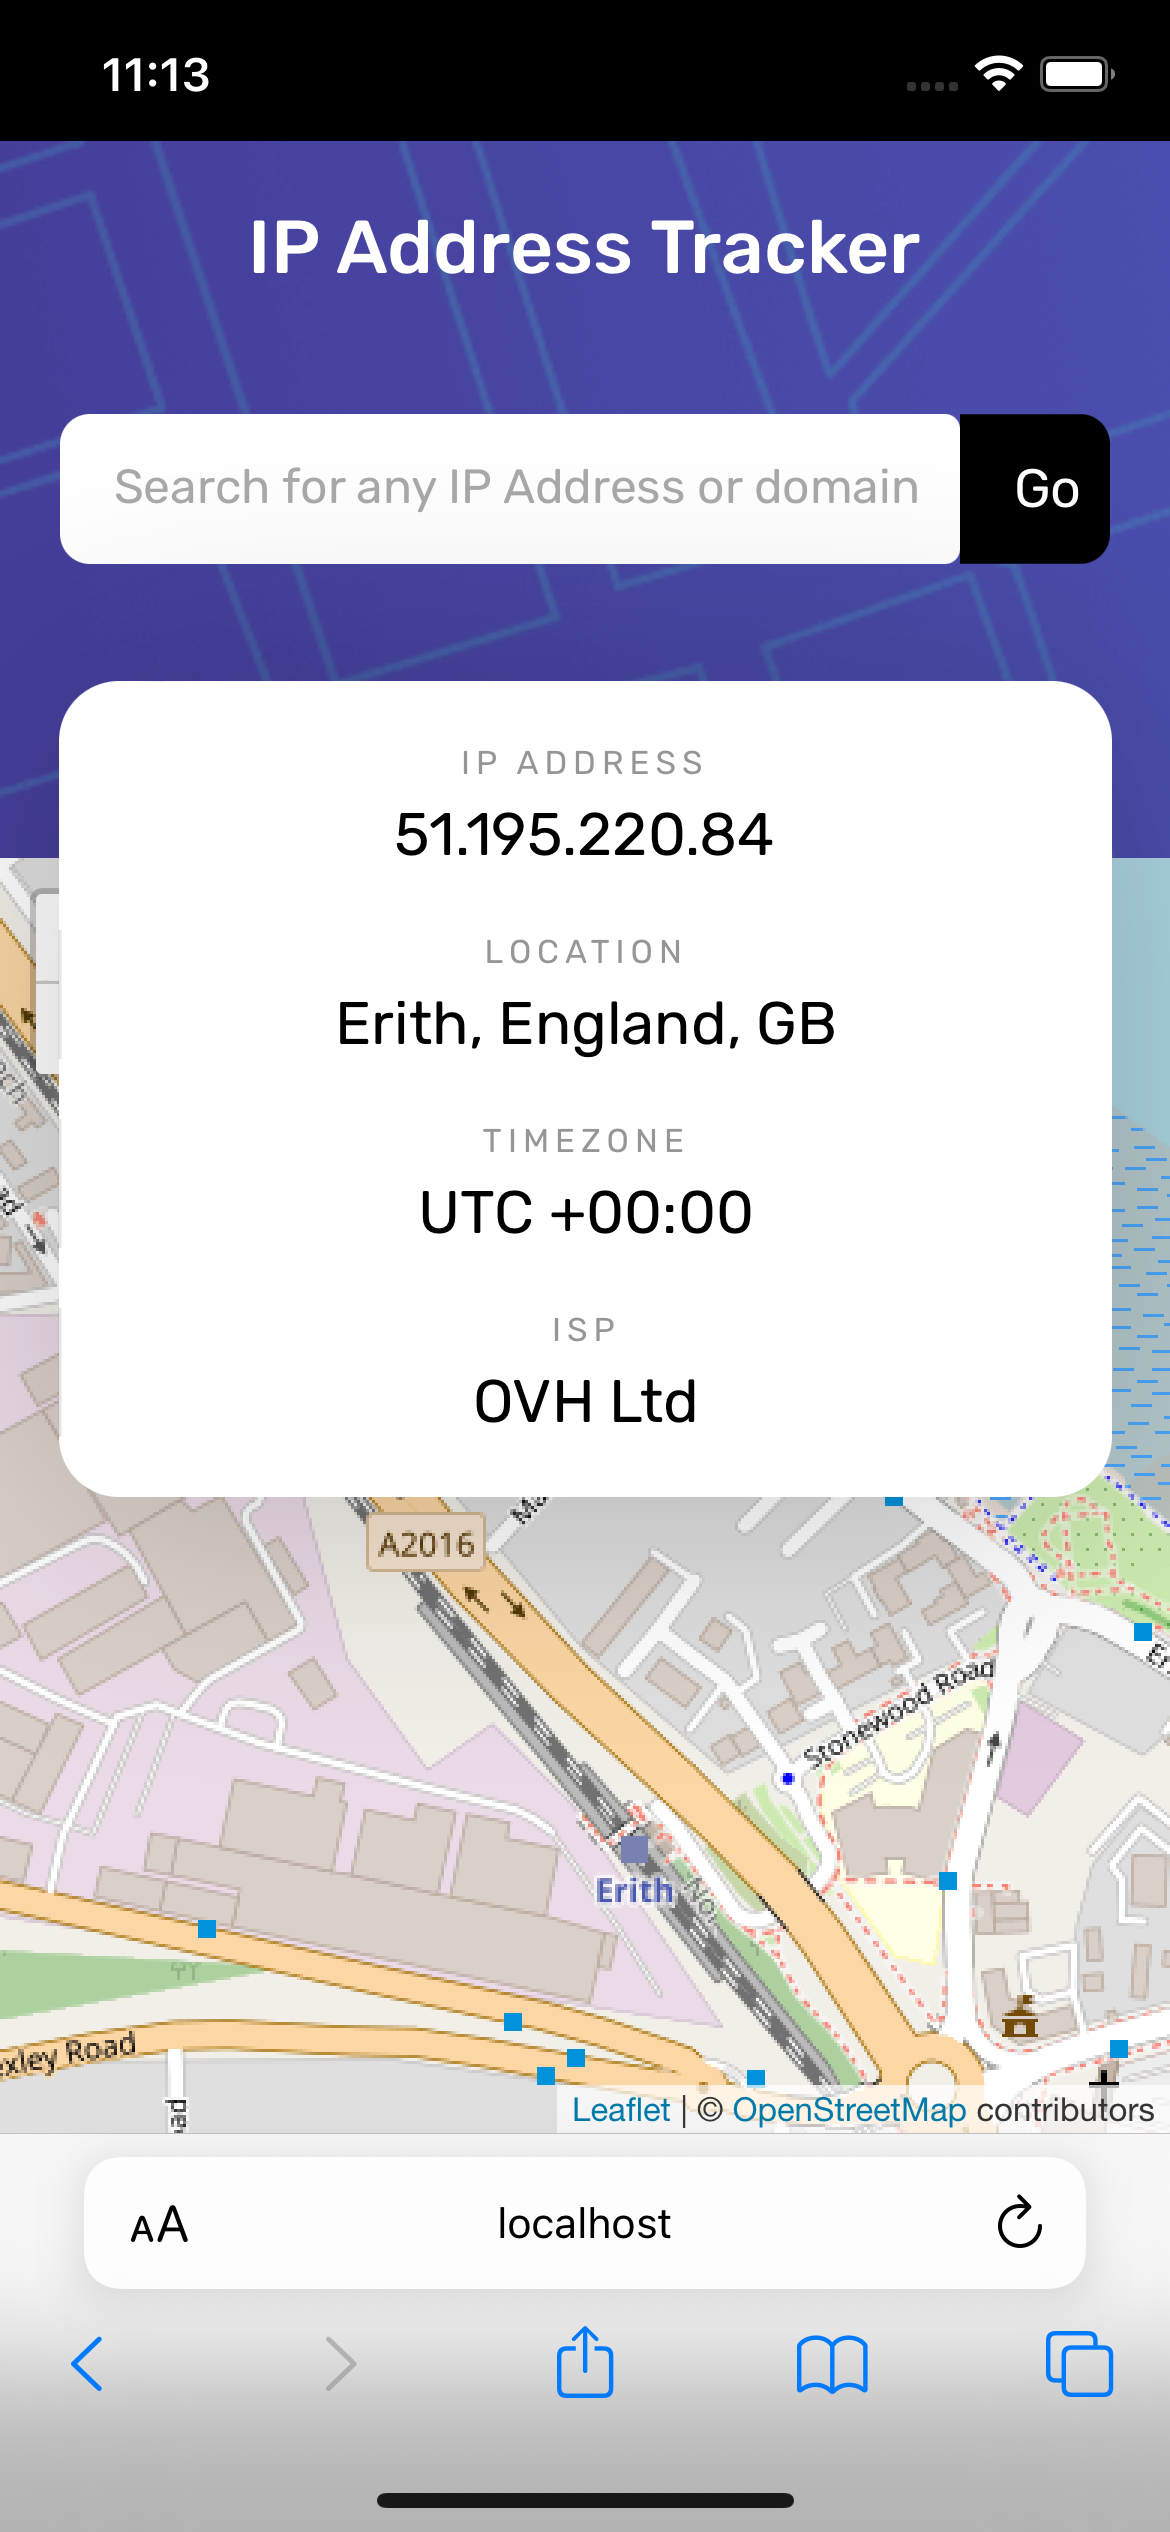 11:13
IP Address Tracker
Search for any IP Address or domain
Go
IP ADDRESS
51.195.220.84
LOCATION
Erith, England, GB
TIMEZONE
UTC +00:00
ISP
OVH Ltd
A2016
Stonewood Road
Erith
exley Road
Leaflet | © OpenStreetMap contributors
AA
localhost